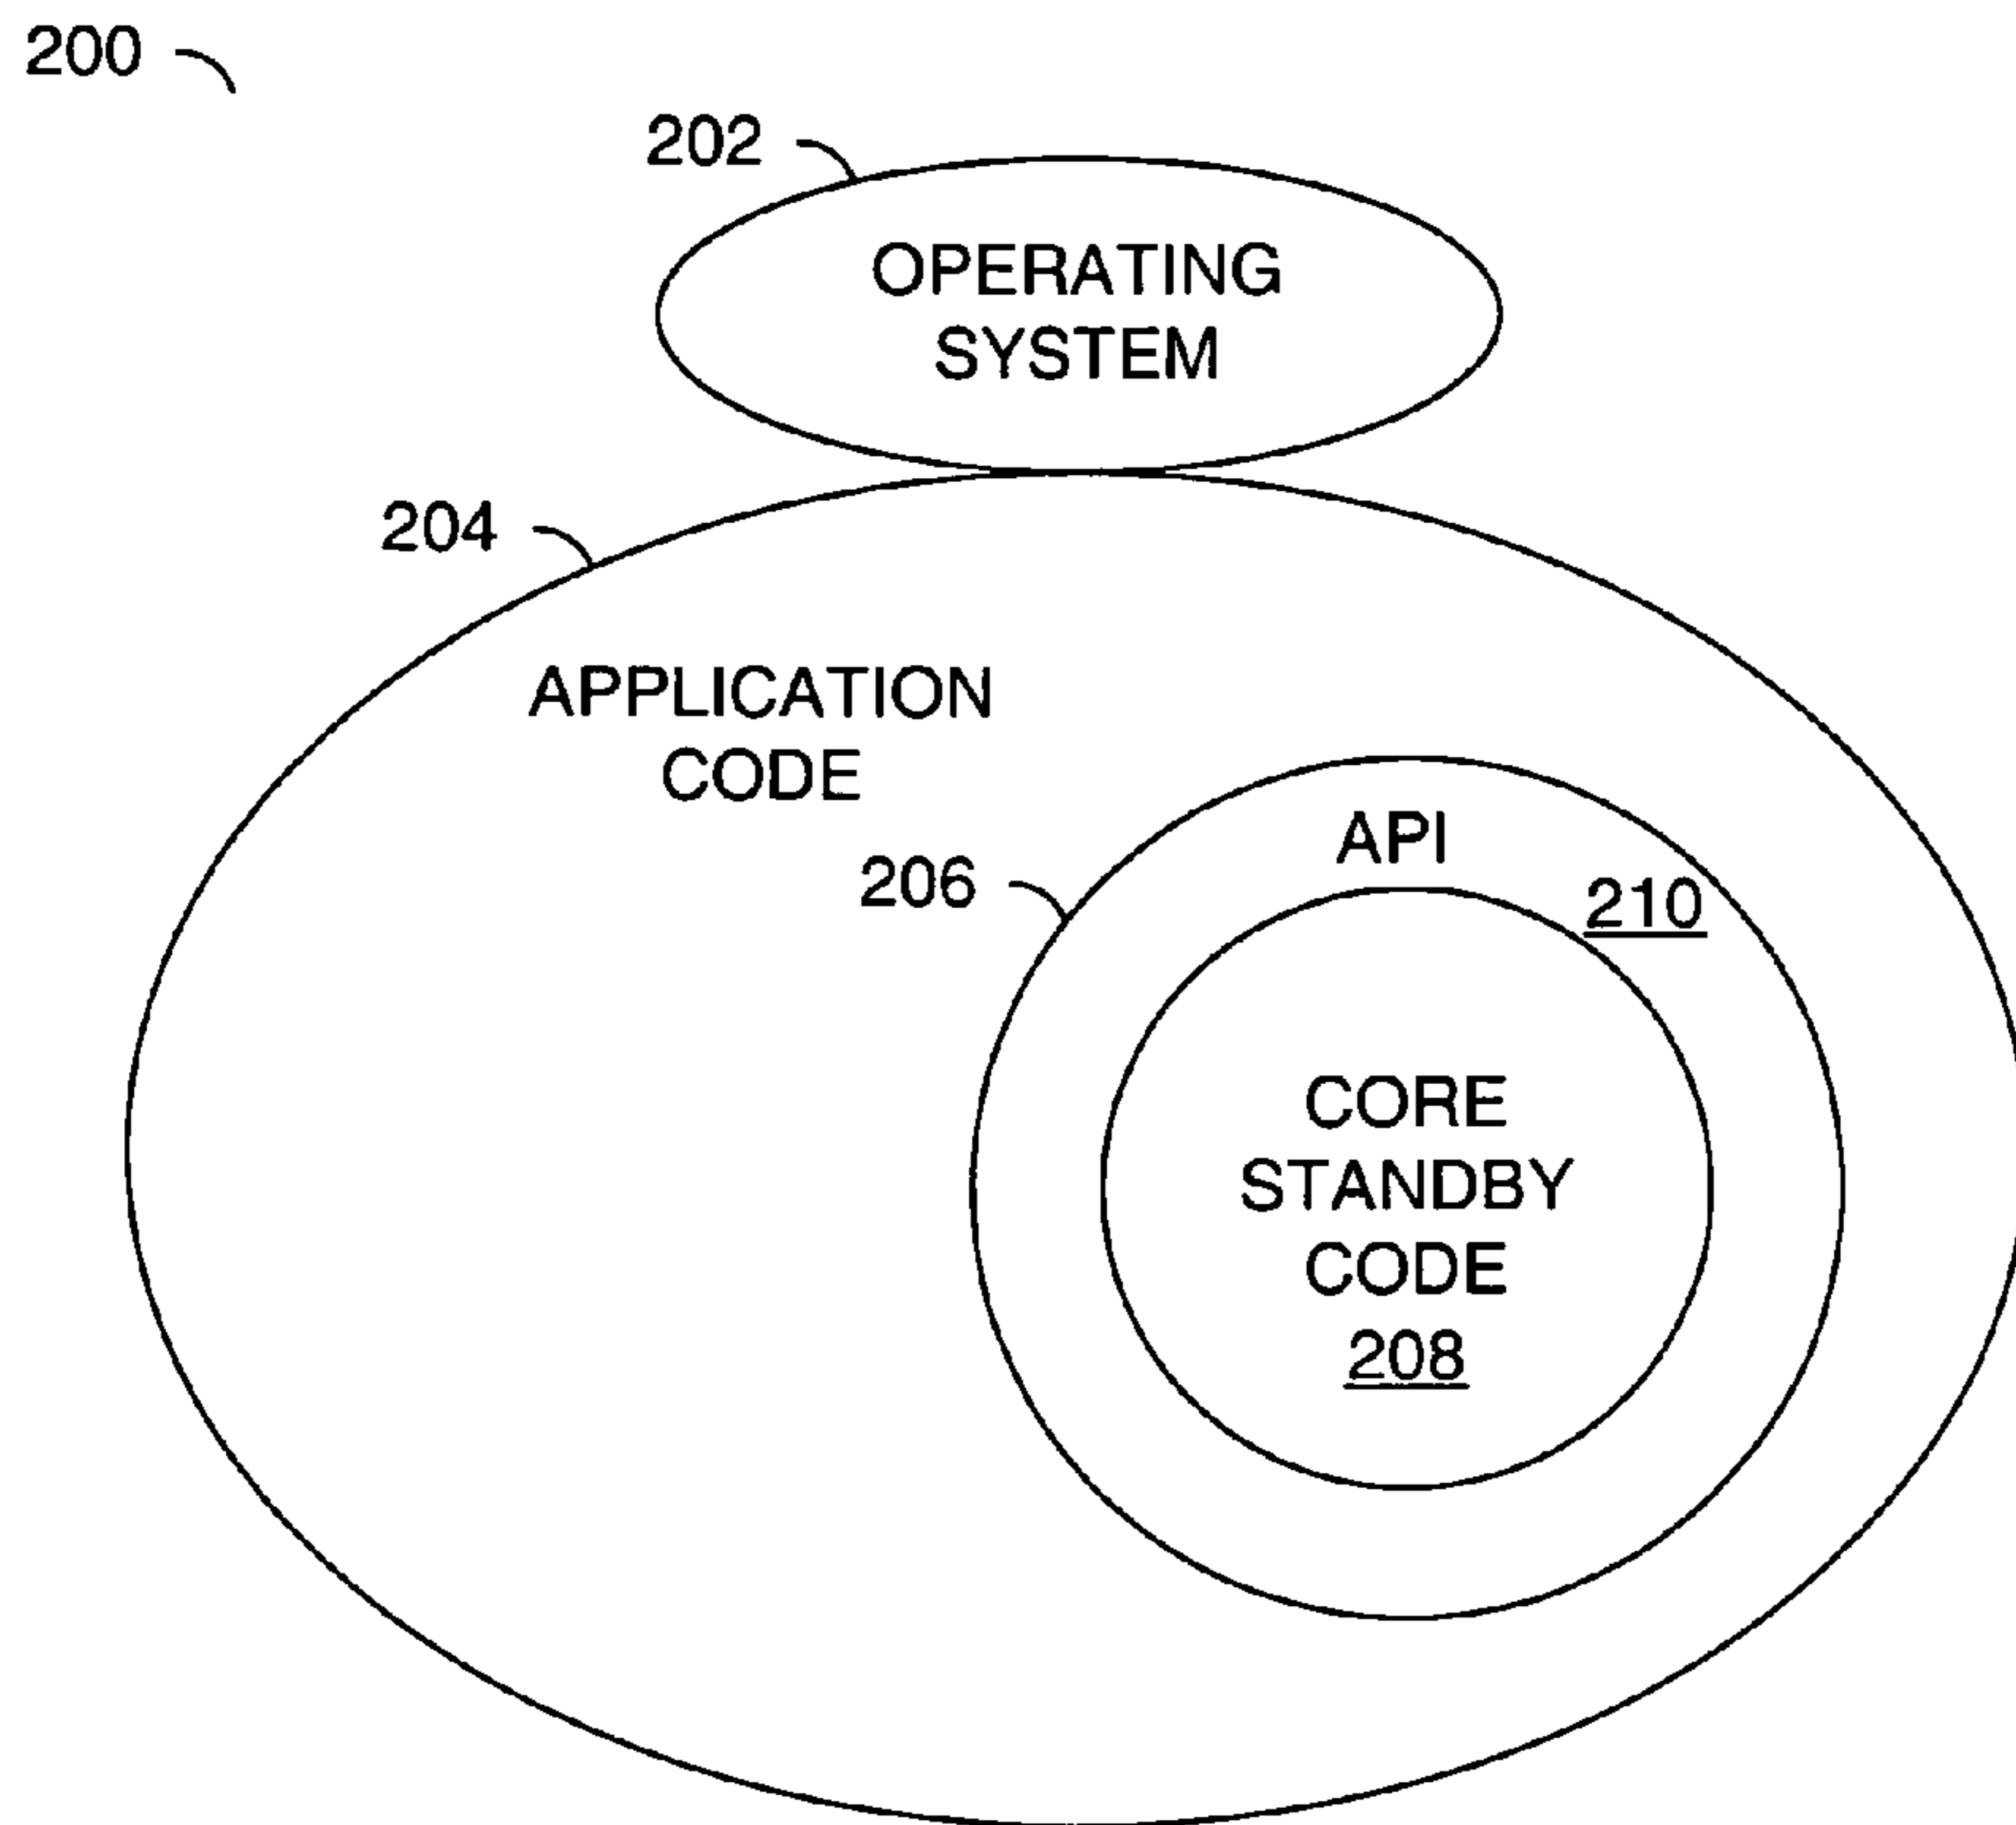 200
202
OPERATING
SYSTEM
204
APPLICATION
CODE
API
206
210
CORE
STANDBY
CODE
208